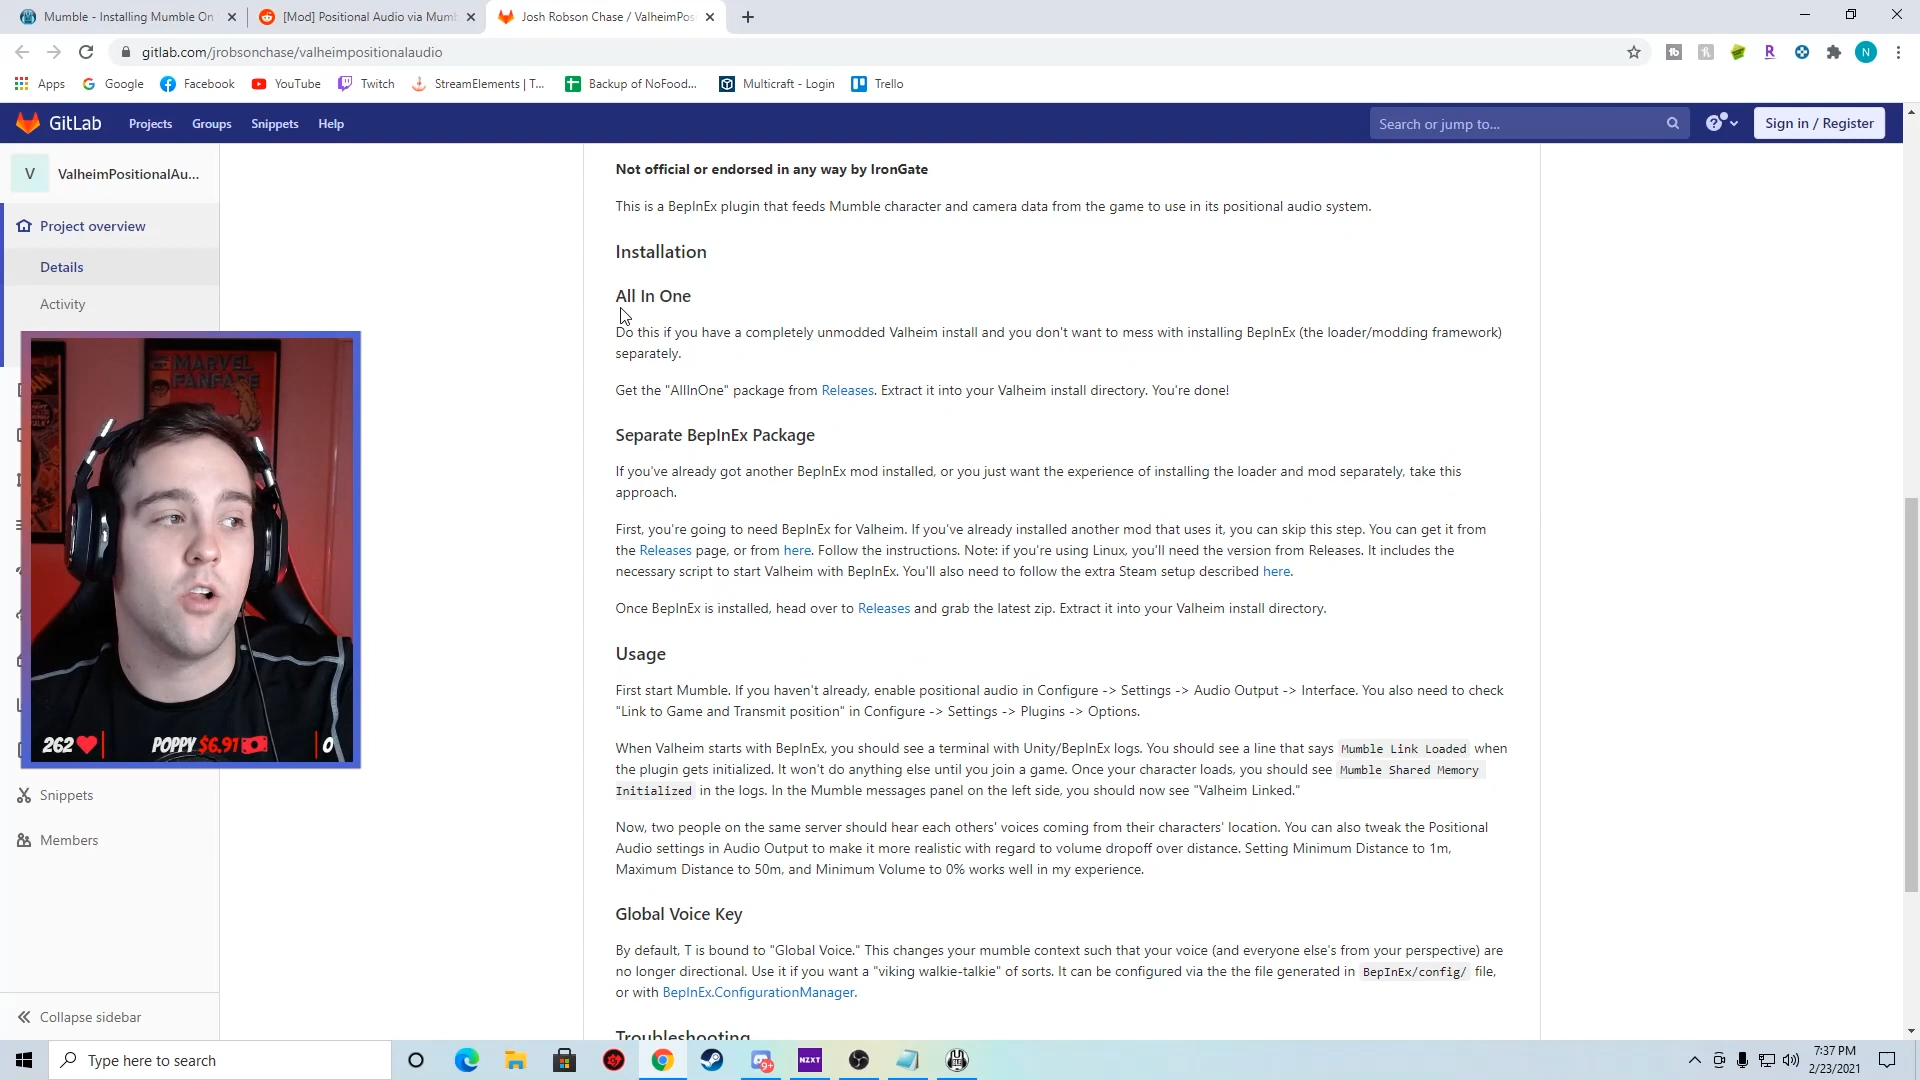 Mumble - Installing Mumble On
[Mod] Positional Audio via Mumb
Josh Robson Chase / ValheimPos
gitlab.com/jrobsonchase/valheimpositionalaudio
N
Apps
Google
Facebook
YouTube
Twitch
StreamElements | T...
Backup of NoFood...
Multicraft - Login
Trello
GitLab
Projects
Groups
Snippets
Help
Search or jump to...
Sign in / Register
V
ValheimPositionalAu...
Project overview
Details
Activity
Snippets
Members
Collapse sidebar
Not official or endorsed in any way by IronGate
This is a BepInEx plugin that feeds Mumble character and camera data from the game to use in its positional audio system.
Installation
All In One
Do this if you have a completely unmodded Valheim install and you don't want to mess with installing BepInEx (the loader/modding framework)
separately.
Get the "AllInOne" package from Releases. Extract it into your Valheim install directory. You're done!
Separate BepInEx Package
If you've already got another BepInEx mod installed, or you just want the experience of installing the loader and mod separately, take this
approach.
First, you're going to need BepInEx for Valheim. If you've already installed another mod that uses it, you can skip this step. You can get it from
the Releases page, or from here. Follow the instructions. Note: if you're using Linux, you'll need the version from Releases. It includes the
necessary script to start Valheim with BepInEx. You'll also need to follow the extra Steam setup described here.
Once BepInEx is installed, head over to Releases and grab the latest zip. Extract it into your Valheim install directory.
Usage
First start Mumble. If you haven't already, enable positional audio in Configure -> Settings -> Audio Output -> Interface. You also need to check
"Link to Game and Transmit position" in Configure -> Settings -> Plugins -> Options.
When Valheim starts with BepInEx, you should see a terminal with Unity/BepInEx logs. You should see a line that says Mumble Link Loaded when
the plugin gets initialized. It won't do anything else until you join a game. Once your character loads, you should see Mumble Shared Memory
Initialized in the logs. In the Mumble messages panel on the left side, you should now see "Valheim Linked."
Now, two people on the same server should hear each others' voices coming from their characters' location. You can also tweak the Positional
Audio settings in Audio Output to make it more realistic with regard to volume dropoff over distance. Setting Minimum Distance to 1m,
Maximum Distance to 50m, and Minimum Volume to 0% works well in my experience.
Global Voice Key
By default, T is bound to "Global Voice." This changes your mumble context such that your voice (and everyone else's from your perspective) are
no longer directional. Use it if you want a "viking walkie-talkie" of sorts. It can be configured via the the file generated in BepInEx/config/ file,
or with BepInEx.ConfigurationManager.
Troubleshooting
MARVEL
FANFARE
262
POPPY $6.91
0
Type here to search
9+
NZXT
7:37 PM
2/23/2021